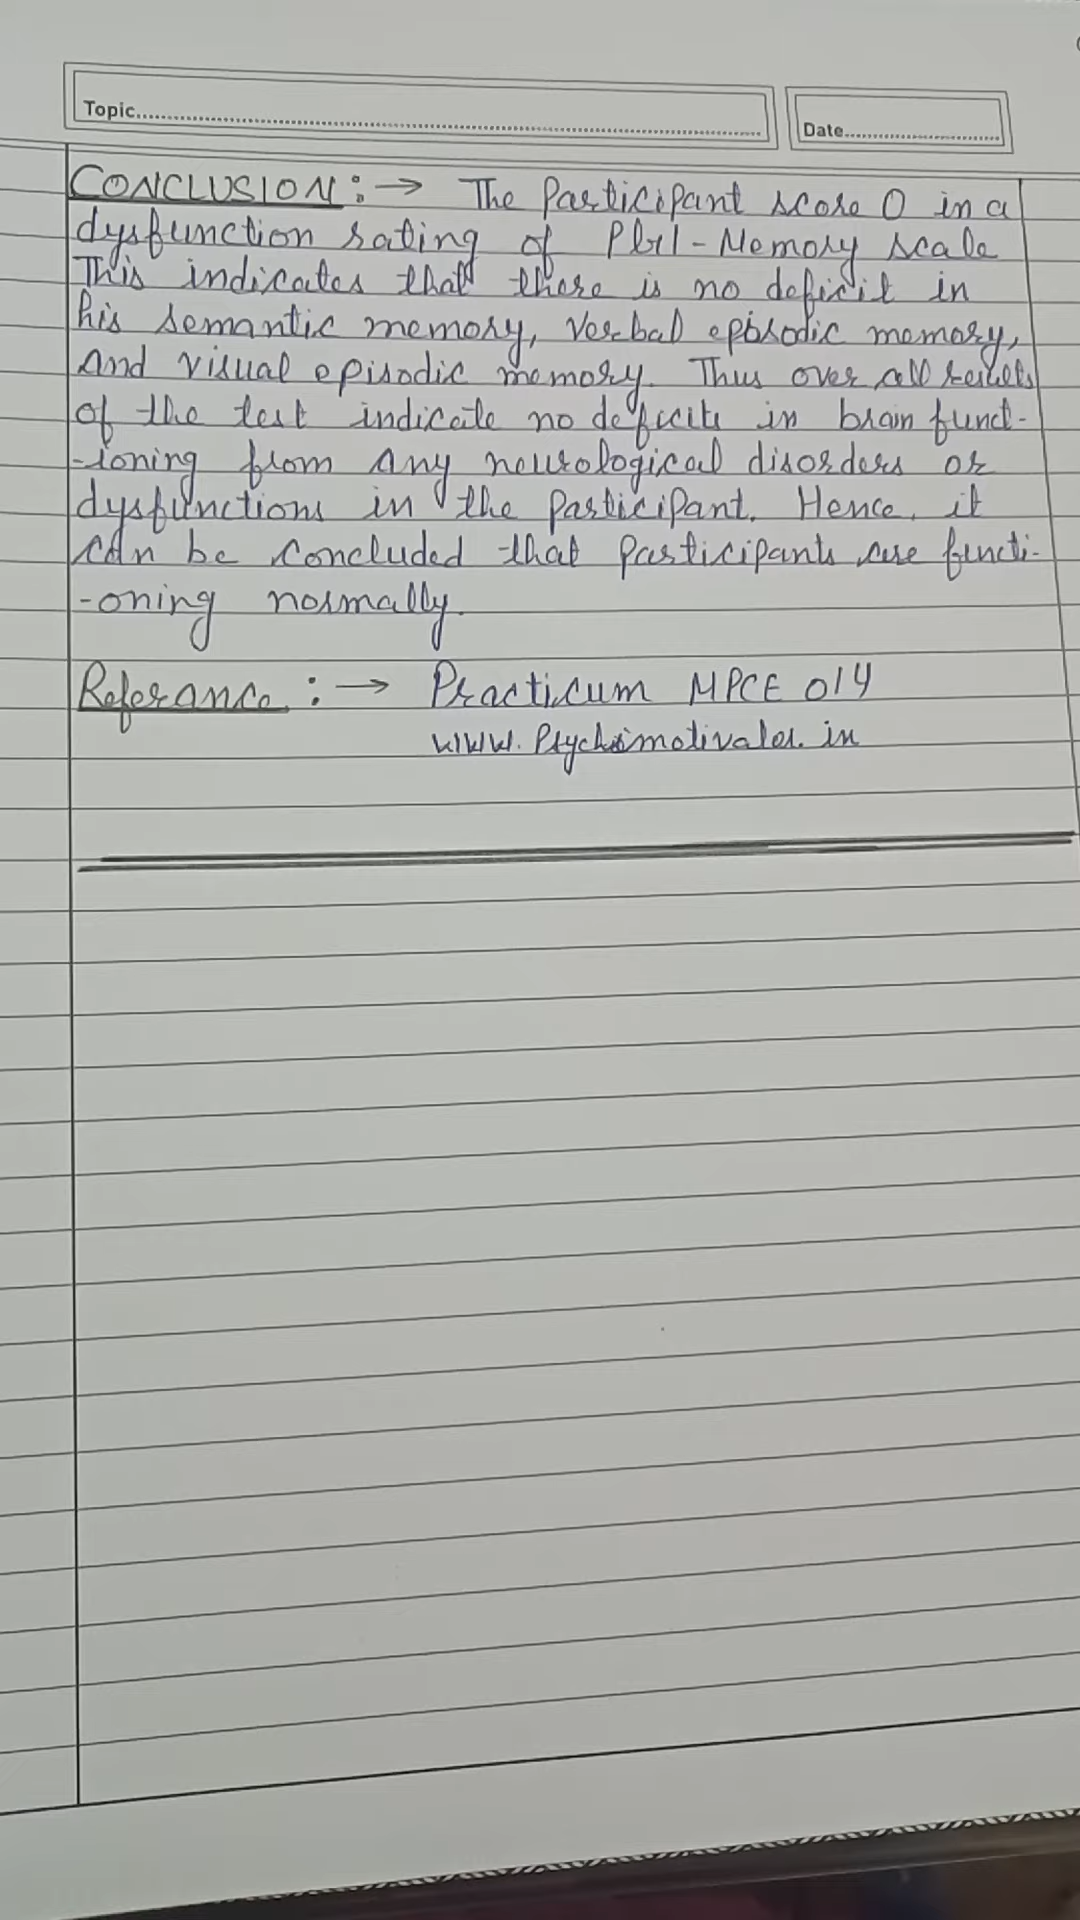 Topic
Date
CONCLUSION :→ The Participant score 0 in a
dysfunction rating of PGI-Memory scale
This indicates that there is no deficit in
his semantic memory, verbal episodic memory,
and visual episodic memory. Thus over all results
of the test indicate no deficits in brain funct-
-ioning from any neurological disorders or
dysfunctions in the participant. Hence, it
can be concluded that participants are functi-
-oning normally.
Referance :→ Practicum MPCE 014
www. Psychimotivator. in